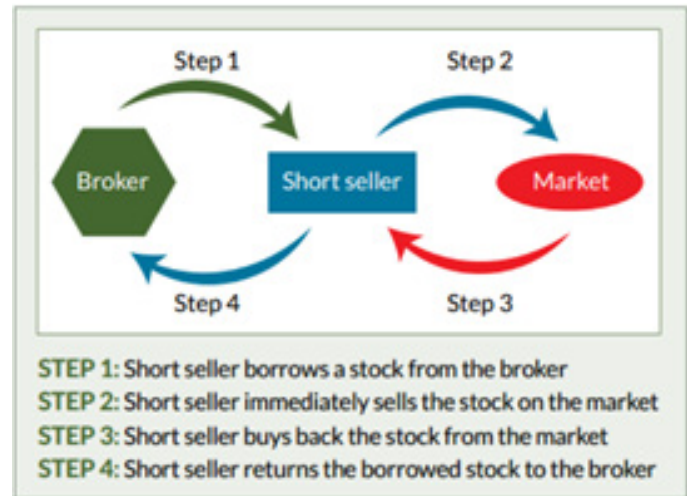 Step 1
Step 2
Broker
Short seller
Market
Step 4
Step 3
STEP 1: Short seller borrows a stock from the broker
STEP 2: Short seller immediately sells the stock on the market
STEP 3: Short seller buys back the stock from the market
STEP 4: Short seller returns the borrowed stock to the broker